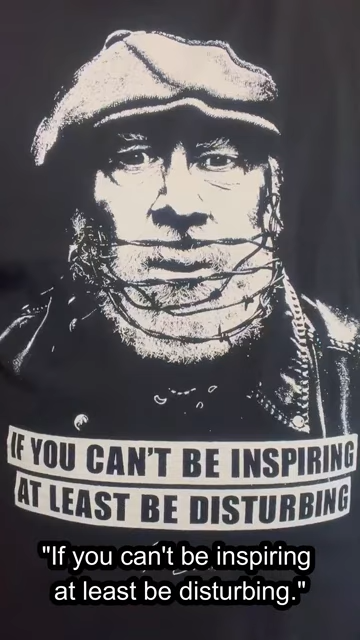 IF YOU CAN'T BE INSPIRING
AT LEAST BE DISTURBING
"If you can't be inspiring
at least be disturbing."